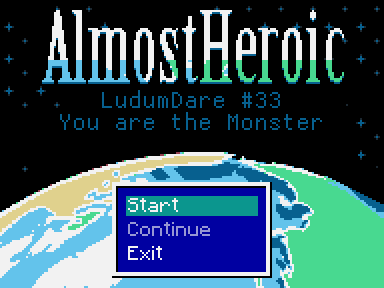 AlmostHeroic
LudumDare #33
You are the Monster
Start
Continue
Exit